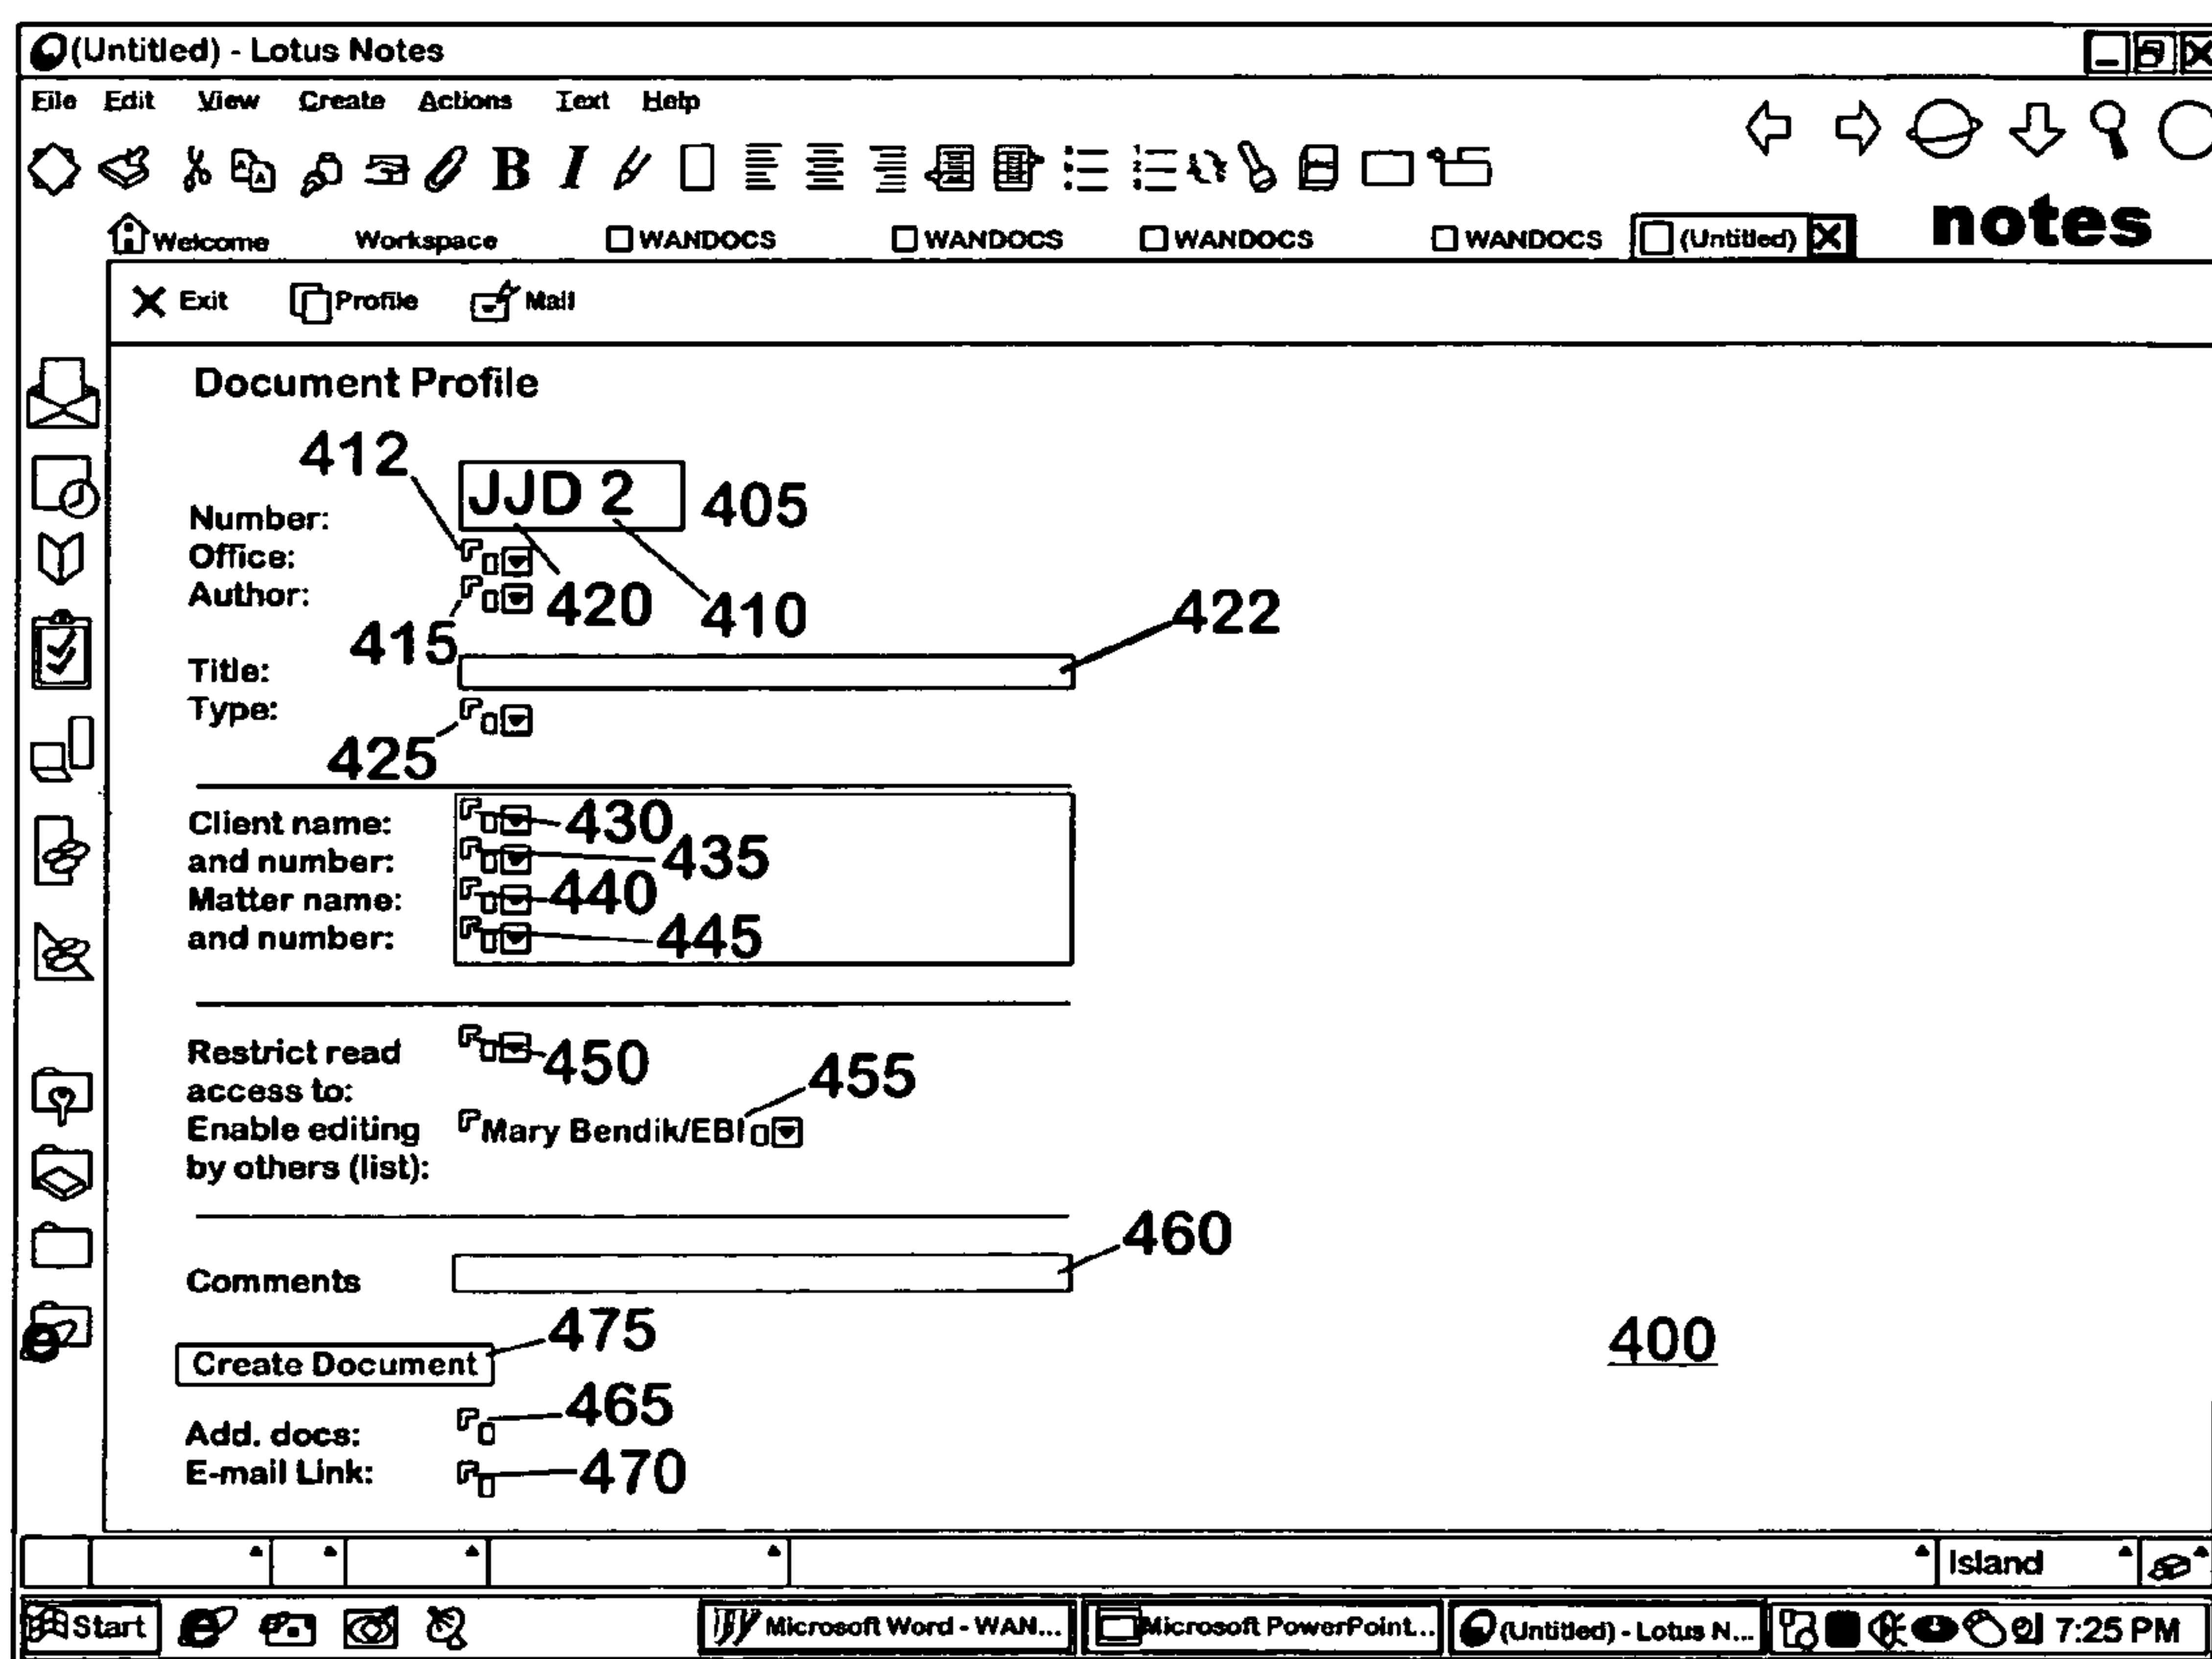 (Untitled) - Lotus Notes
File Edit View Create Actions Text Help
B I
notes
Welcome Workspace WANDOCS WANDOCS WANDOCS WANDOCS (Untitled)
Exit Profile Mail
Document Profile
412
Number: JJD 2 405
Office:
Author: 420 410 422
415
Title:
Type:
425
Client name: 430
and number: 435
Matter name: 440
and number: 445
Restrict read 450
access to: 455
Enable editing Mary Bendik/EBI
by others (list):
460
Comments
475
Create Document 400
465
Add. docs:
E-mail Link: 470
Island
Start Microsoft Word - WAN... Microsoft PowerPoint... (Untitled) - Lotus N... 7:25 PM